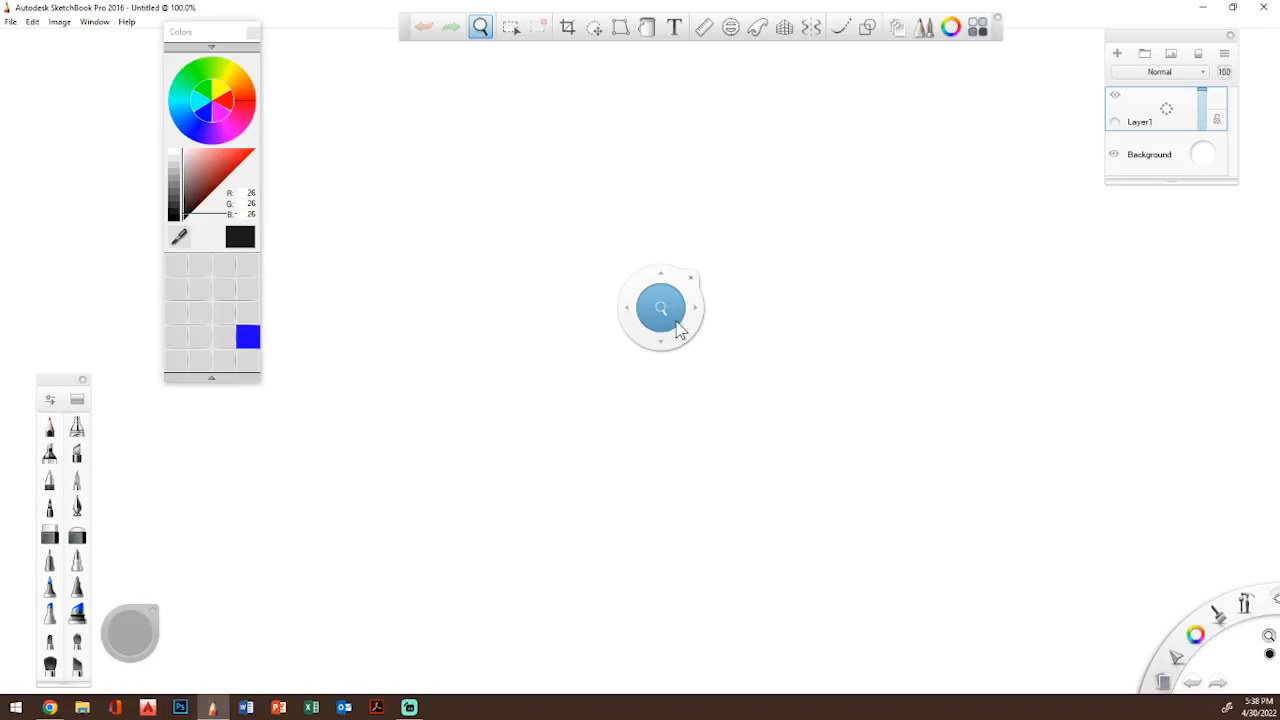 Autodesk SketchBook Pro 2016 - Untitled @ 100.0%
File Edit Image Window Help
Colors
R: 26
G: 26
B: 26
T
Normal 100
Layer1
Background
5:38 PM
4/30/2022